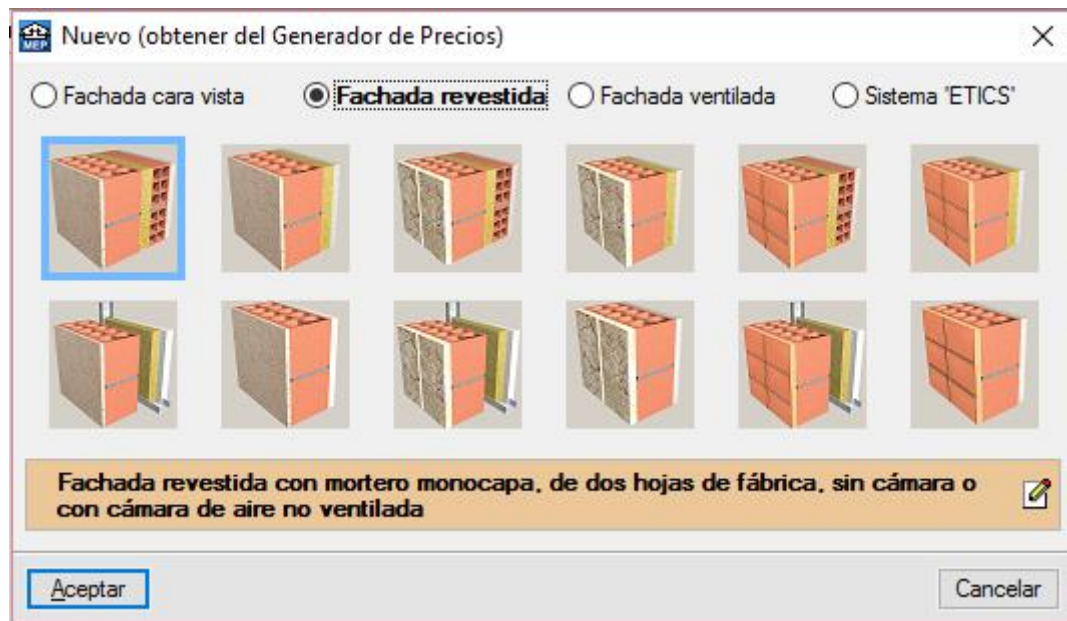 MEP
Nuevo (obtener del Generador de Precios)
Fachada cara vista
Fachada revestida
Fachada ventilada
Sistema 'ETICS'
Fachada revestida con mortero monocapa, de dos hojas de fábrica, sin cámara o
con cámara de aire no ventilada
Aceptar
Cancelar